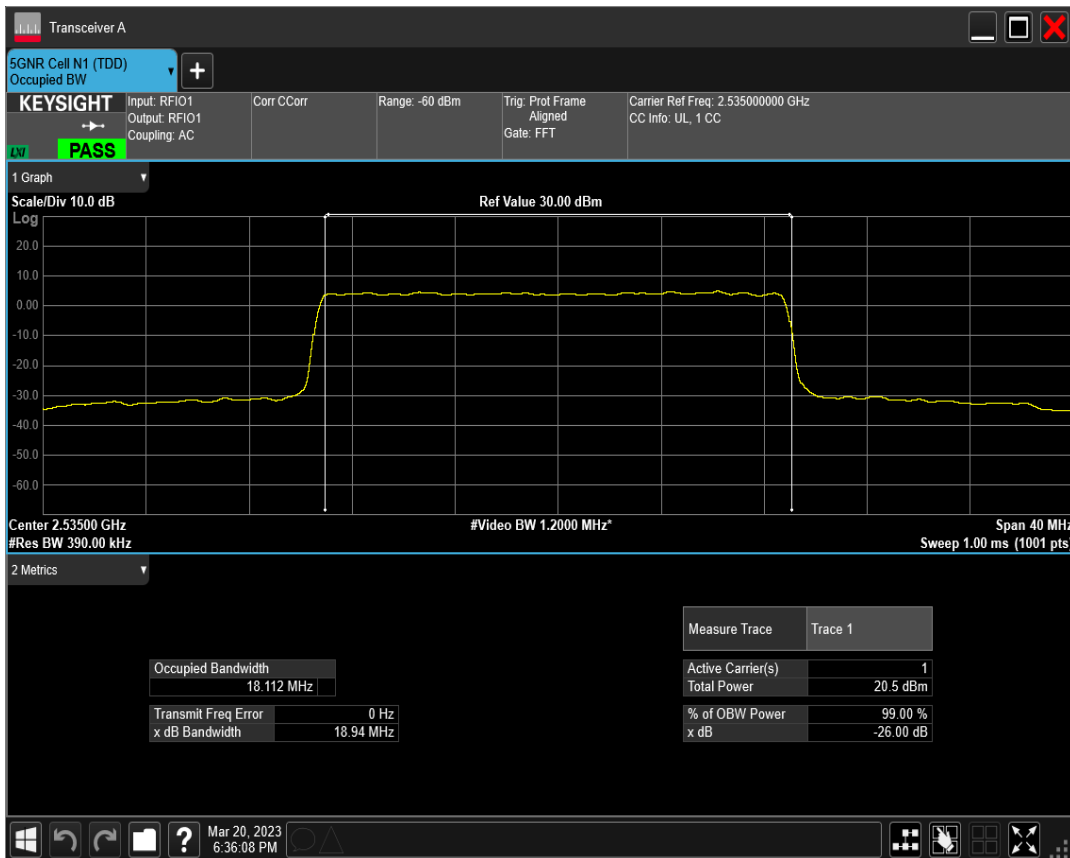 Transceiver A
5GNR Cell N1 (TDD)
Occupied BW
KEYSIGHT
LXI
PASS
Input: RFIO1
Output: RFIO1
Coupling: AC
Corr CCorr
Range: -60 dBm
Trig: Prot Frame
Aligned
Gate: FFT
Carrier Ref Freq: 2.535000000 GHz
CC Info: UL, 1 CC
1 Graph
Scale/Div 10.0 dB
Ref Value 30.00 dBm
Log
20.0
10.0
0.00
-10.0
-20.0
-30.0
-40.0
-50.0
-60.0
Center 2.53500 GHz
#Video BW 1.2000 MHz*
Span 40 MHz
#Res BW 390.00 kHz
Sweep 1.00 ms (1001 pts)
2 Metrics
Measure Trace Trace 1
Occupied Bandwidth
18.112 MHz
Active Carrier(s) 1
Total Power 20.5 dBm
Transmit Freq Error 0 Hz
x dB Bandwidth 18.94 MHz
% of OBW Power 99.00 %
x dB -26.00 dB
?
Mar 20, 2023
6:36:08 PM